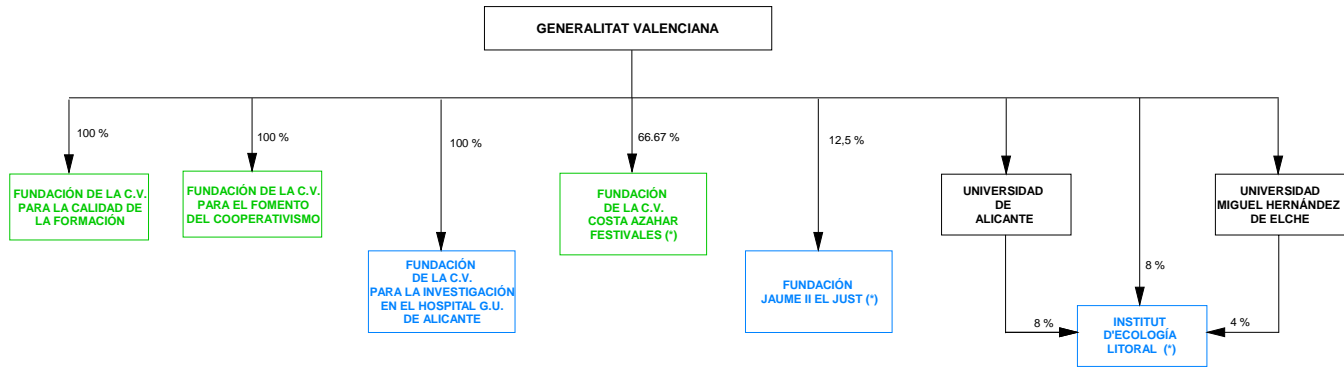 GENERALITAT VALENCIANA
100 %
100 %
100 %
66.67 %
12,5 %
FUNDACIÓN DE LA C.V.
PARA LA CALIDAD DE
LA FORMACIÓN
FUNDACIÓN DE LA C.V.
PARA EL FOMENTO
DEL COOPERATIVISMO
FUNDACIÓN
DE LA C.V.
COSTA AZAHAR
FESTIVALES (*)
UNIVERSIDAD
DE
ALICANTE
UNIVERSIDAD
MIGUEL HERNÁNDEZ
DE ELCHE
FUNDACIÓN
DE LA C.V.
PARA LA INVESTIGACIÓN
EN EL HOSPITAL G.U.
DE ALICANTE
FUNDACIÓN
JAUME II EL JUST (*)
8 %
8 %
4 %
INSTITUT
D'ECOLOGÍA
LITORAL (*)